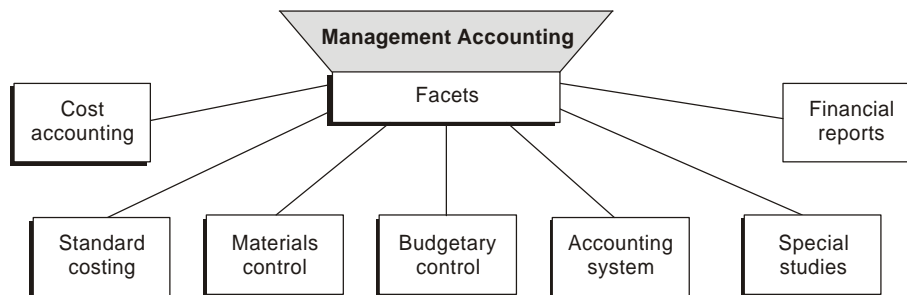 Management Accounting
Facets
Cost
accounting
Financial
reports
Standard
costing
Materials
control
Budgetary
control
Accounting
system
Special
studies